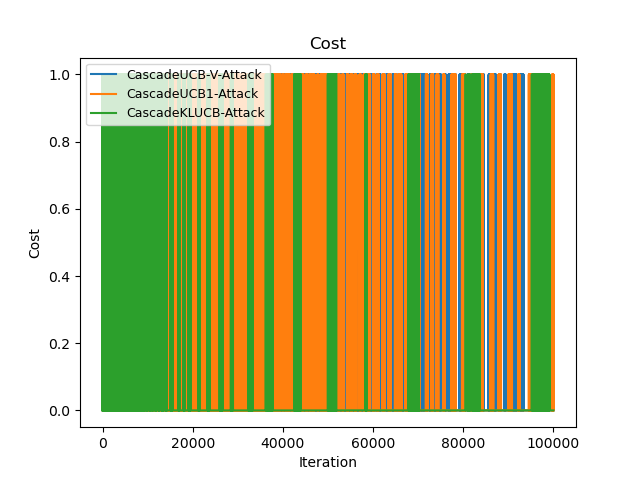 Cost
CascadeUCB-V-Attack
CascadeUCB1-Attack
CascadeKLUCB-Attack
Cost
1.0
0.8
0.6
0.4
0.2
0.0
0 20000 40000 60000 80000 100000
Iteration